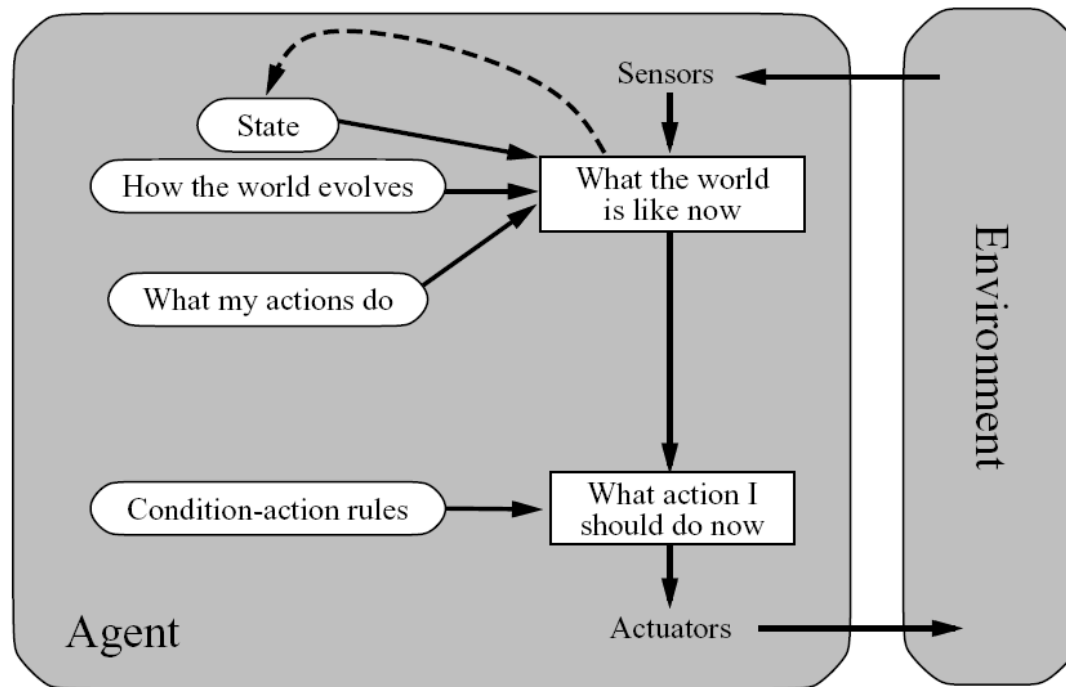 Sensors
State
How the world evolves
What the world
is like now
What my actions do
Condition-action rules
What action I
should do now
Agent
Actuators
Environment